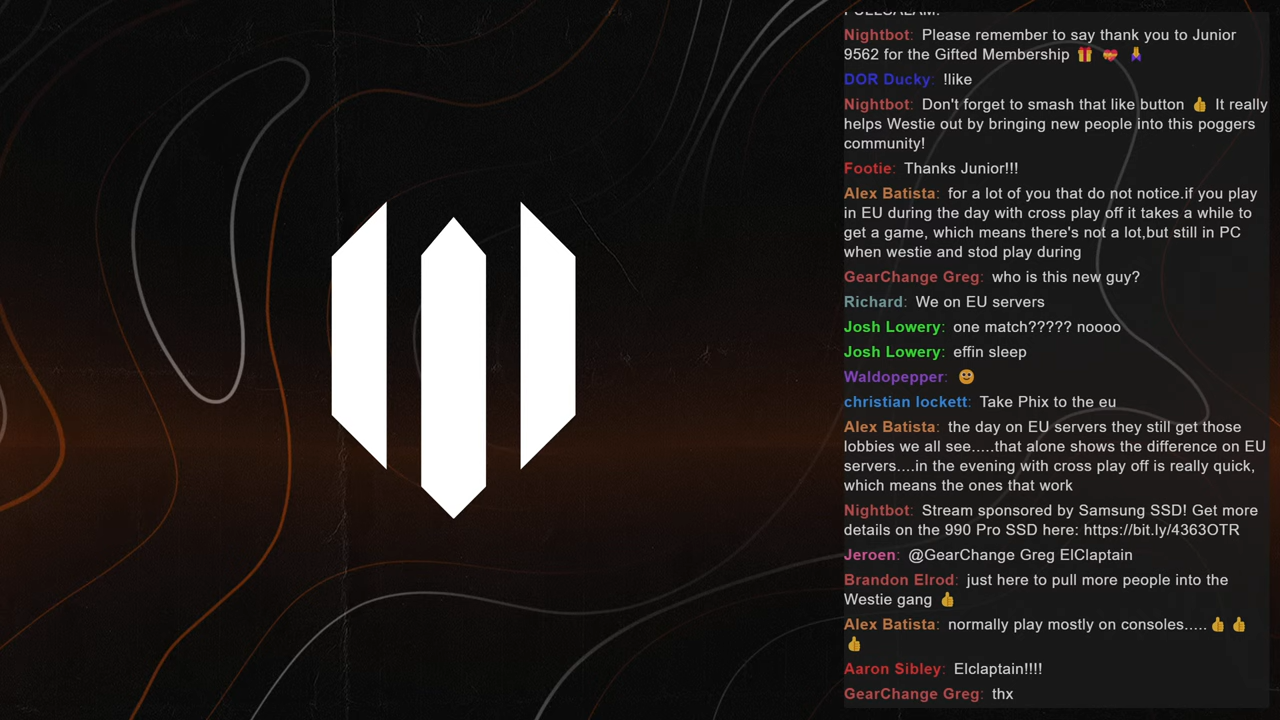 Nightbot: Please remember to say thank you to Junior
9562 for the Gifted Membership 🎁 💝 🙏
DOR Ducky: !like
Nightbot: Don't forget to smash that like button 👍 It really
helps Westie out by bringing new people into this poggers
community!
Footie: Thanks Junior!!!
Alex Batista: for a lot of you that do not notice.if you play
in EU during the day with cross play off it takes a while to
get a game, which means there's not a lot,but still in PC
when westie and stod play during
GearChange Greg: who is this new guy?
Richard: We on EU servers
Josh Lowery: one match????? noooo
Josh Lowery: effin sleep
Waldopepper: 🙂
christian lockett: Take Phix to the eu
Alex Batista: the day on EU servers they still get those
lobbies we all see.....that alone shows the difference on EU
servers....in the evening with cross play off is really quick,
which means the ones that work
Nightbot: Stream sponsored by Samsung SSD! Get more
details on the 990 Pro SSD here: https://bit.ly/4363OTR
Jeroen: @GearChange Greg ElClaptain
Brandon Elrod: just here to pull more people into the
Westie gang 👍
Alex Batista: normally play mostly on consoles..... 👍 👍
👍
Aaron Sibley: Elclaptain!!!!
GearChange Greg: thx